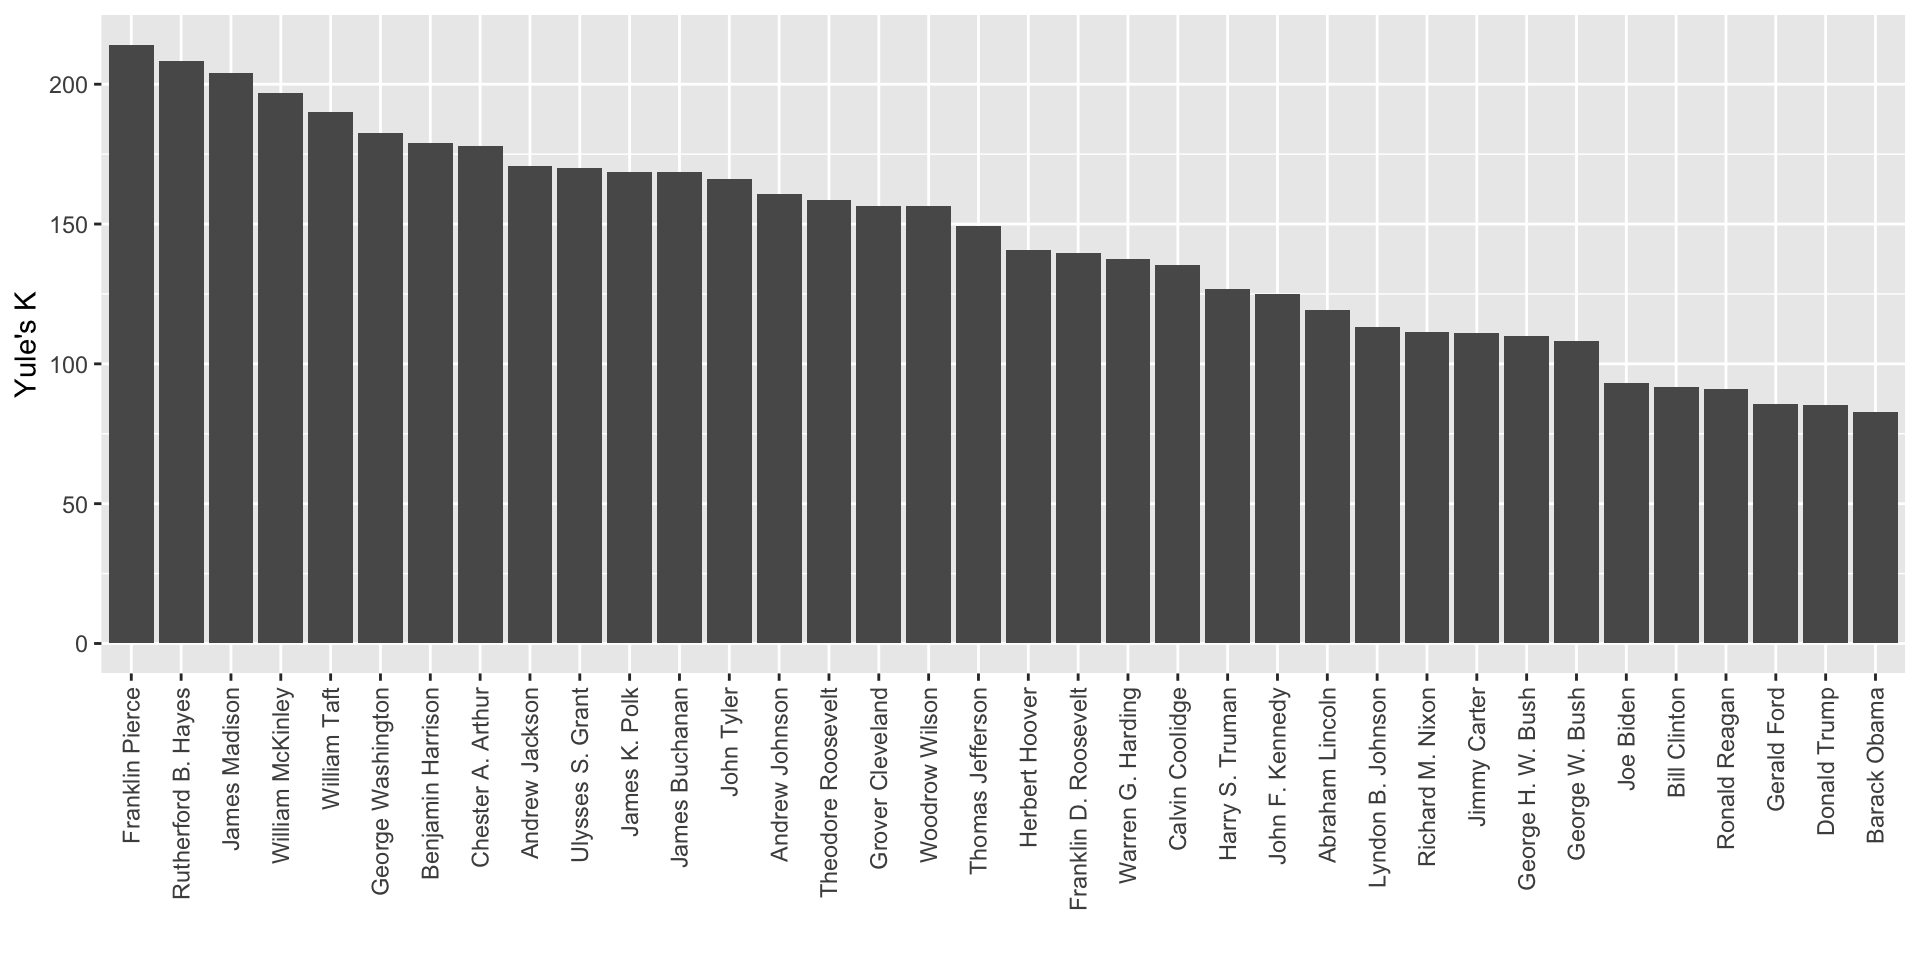 Yule's K
200
150
100
50
0
Franklin Pierce
Rutherford B. Hayes
James Madison
William McKinley
William Taft
George Washington
Benjamin Harrison
Chester A. Arthur
Andrew Jackson
Ulysses S. Grant
James K. Polk
James Buchanan
John Tyler
Andrew Johnson
Theodore Roosevelt
Grover Cleveland
Woodrow Wilson
Thomas Jefferson
Herbert Hoover
Franklin D. Roosevelt
Warren G. Harding
Calvin Coolidge
Harry S. Truman
John F. Kennedy
Abraham Lincoln
Lyndon B. Johnson
Richard M. Nixon
Jimmy Carter
George H. W. Bush
George W. Bush
Joe Biden
Bill Clinton
Ronald Reagan
Gerald Ford
Donald Trump
Barack Obama